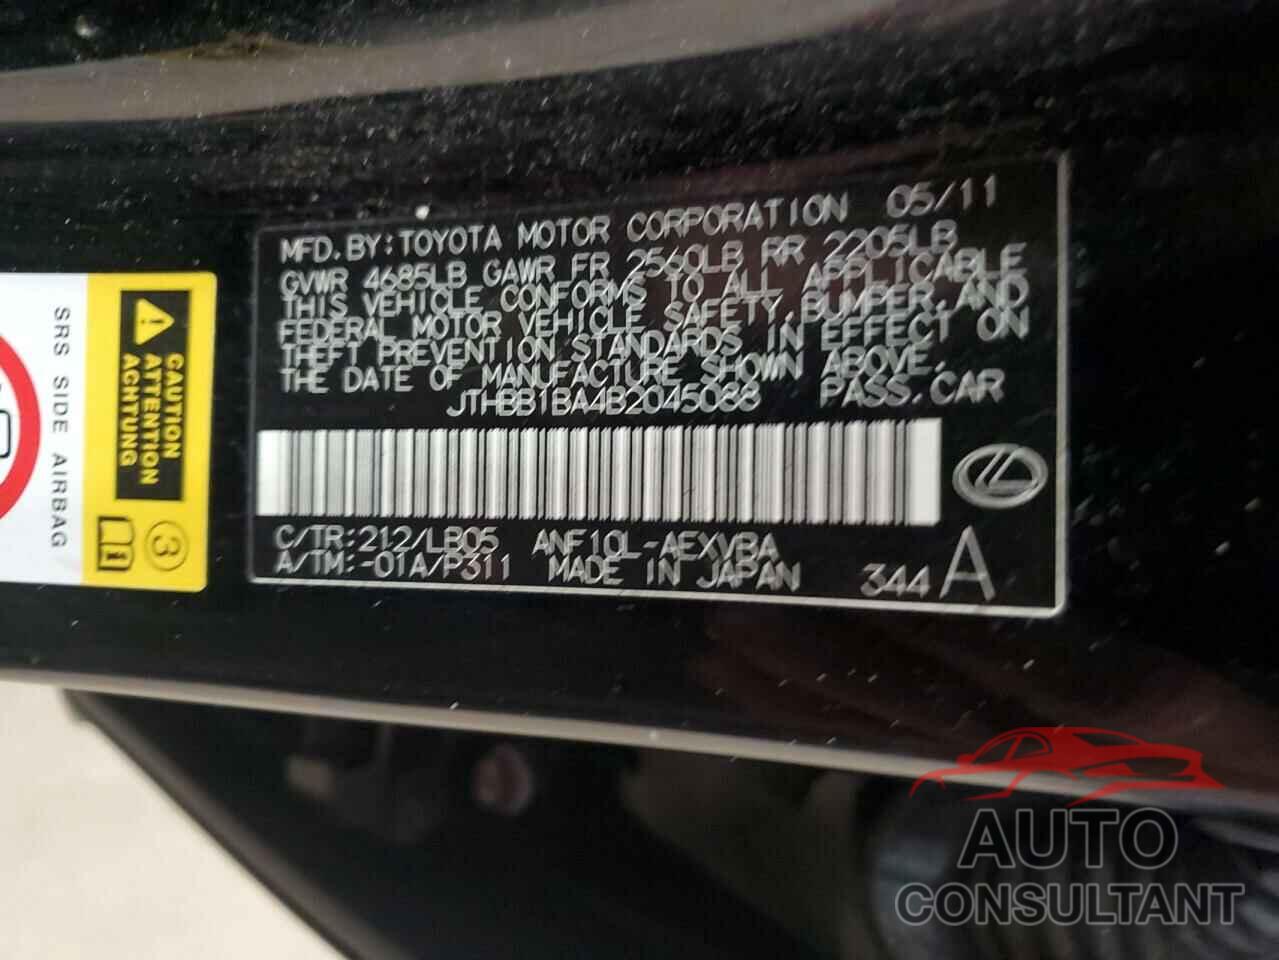 MFD.BY:TOYOTA MOTOR CORPORATION 05/11
GVWR 4685LB GAWR FR 2560LB RR 2205LB
THIS VEHICLE CONFORMS TO ALL APPLICABLE
FEDERAL MOTOR VEHICLE SAFETY,BUMPER,AND
THEFT PREVENTION STANDARDS IN EFFECT ON
THE DATE OF MANUFACTURE SHOWN ABOVE.
JTHBB1BA4B2045088 PASS.CAR
C/TR:212/LB05 ANF10L-AEXVBA
A/TM:-01A/P311 MADE IN JAPAN 344 A
SRS SIDE AIRBAG
CAUTION
ATTENTION
ACHTUNG
3
AUTO
CONSULTANT